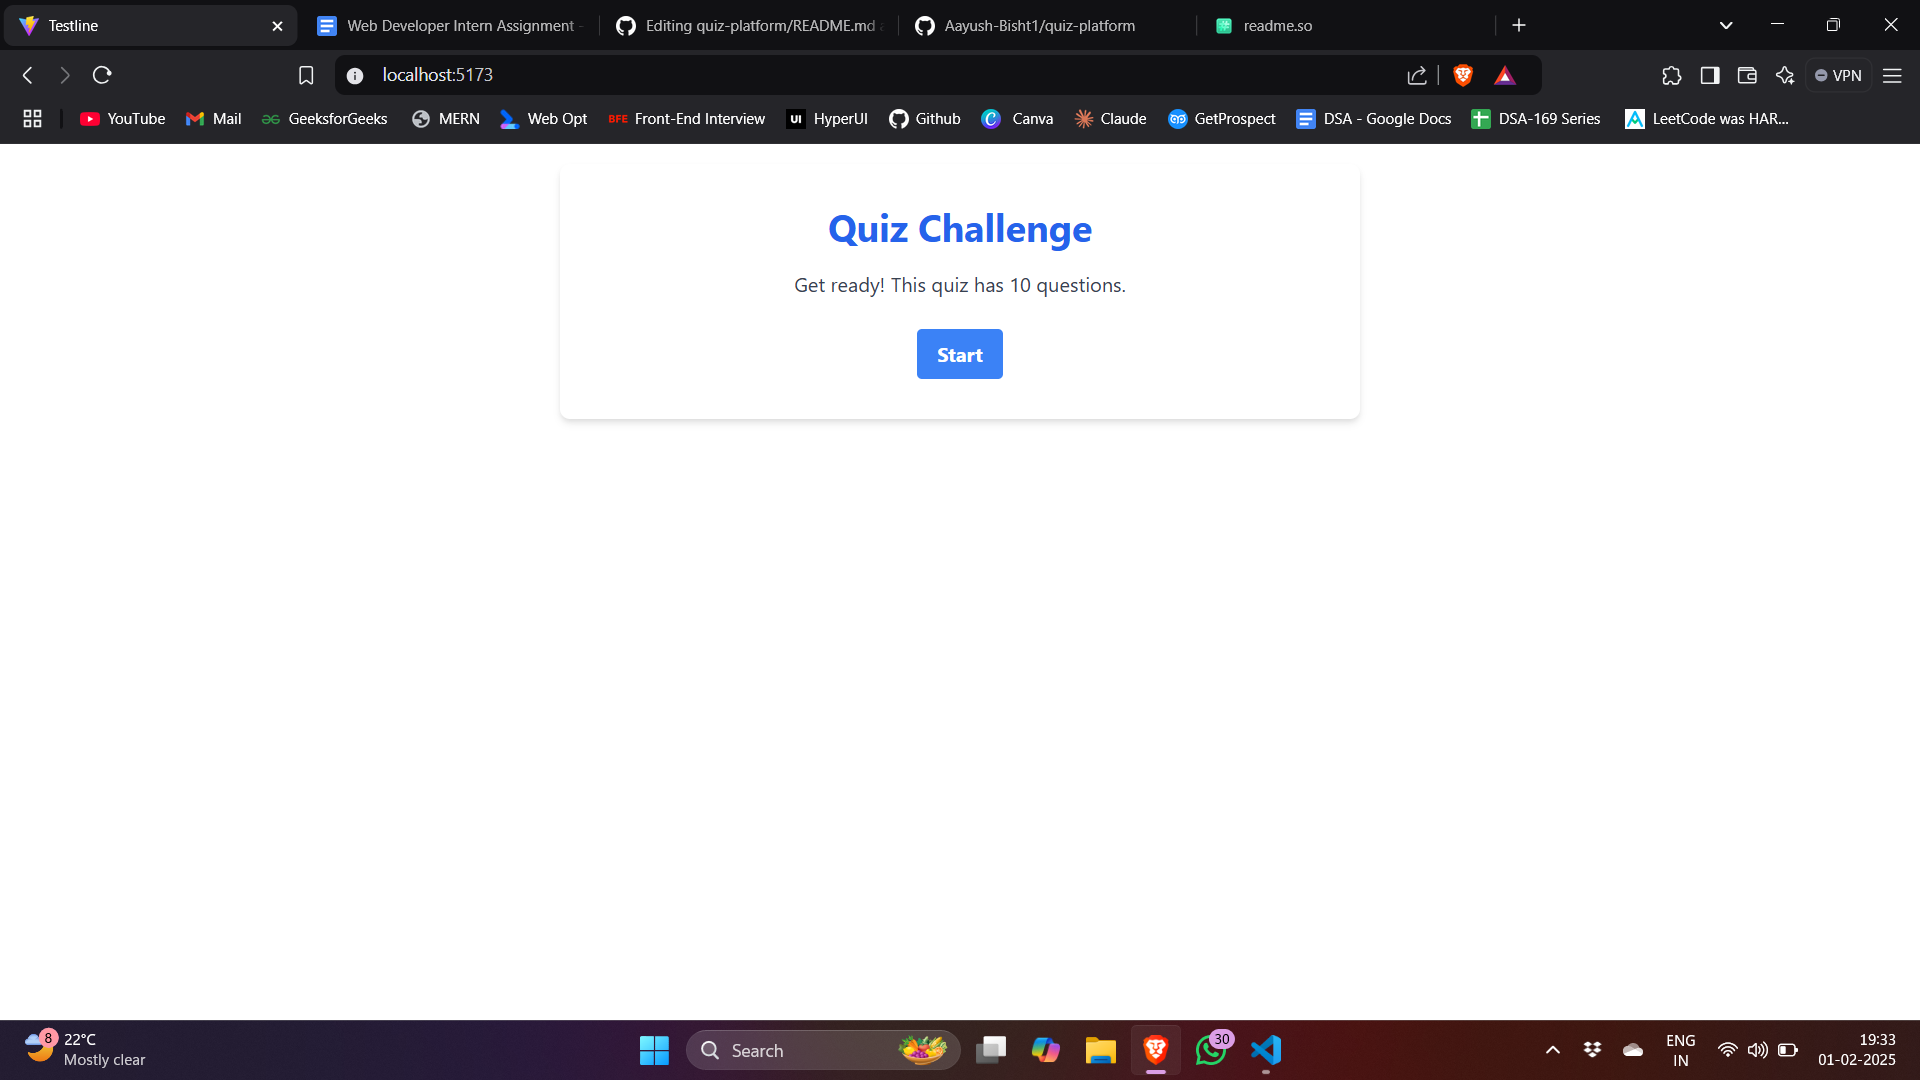 Testline
Web Developer Intern Assignment -
Editing quiz-platform/README.md
Aayush-Bisht1/quiz-platform
readme.so
localhost:5173
VPN
YouTube
Mail
GeeksforGeeks
MERN
Web Opt
BFE Front-End Interview
UI HyperUI
Github
Canva
Claude
GetProspect
DSA - Google Docs
DSA-169 Series
LeetCode was HAR...
Quiz Challenge
Get ready! This quiz has 10 questions.
Start
8
22°C
Mostly clear
Search
30
ENG
IN
19:33
01-02-2025